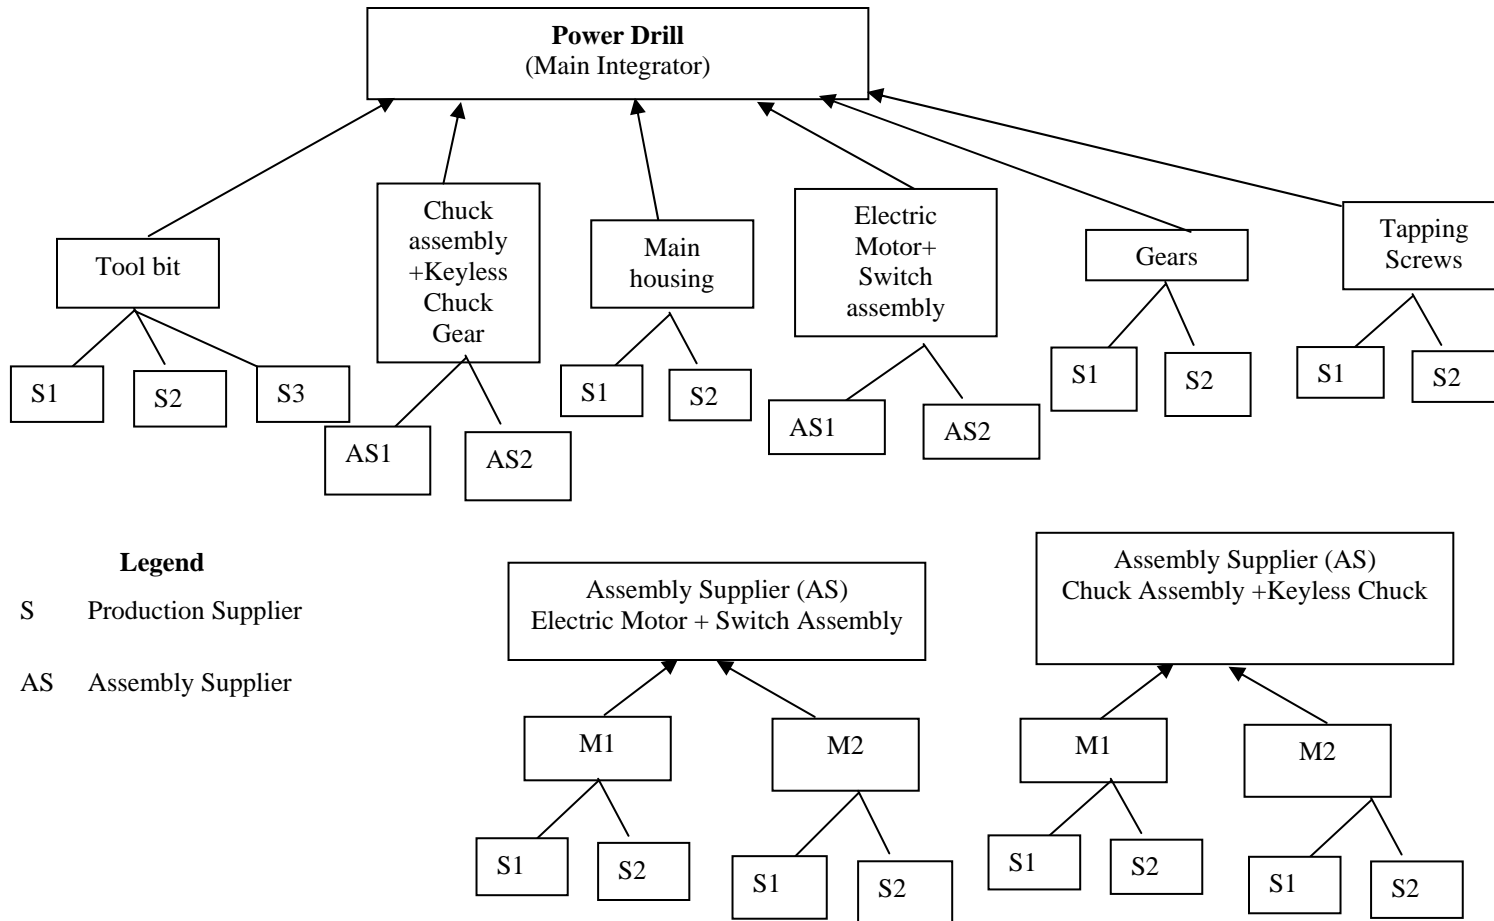 Power Drill
(Main Integrator)
Tool bit
Chuck
assembly
+Keyless
Chuck
Gear
Main
housing
Electric
Motor+
Switch
assembly
Gears
Tapping
Screws
S1
S2
S3
AS1
AS2
S1
S2
AS1
AS2
S1
S2
S1
S2
Legend
S Production Supplier
AS Assembly Supplier
Assembly Supplier (AS)
Electric Motor + Switch Assembly
M1
M2
S1
S2
S1
S2
Assembly Supplier (AS)
Chuck Assembly +Keyless Chuck
M1
M2
S1
S2
S1
S2